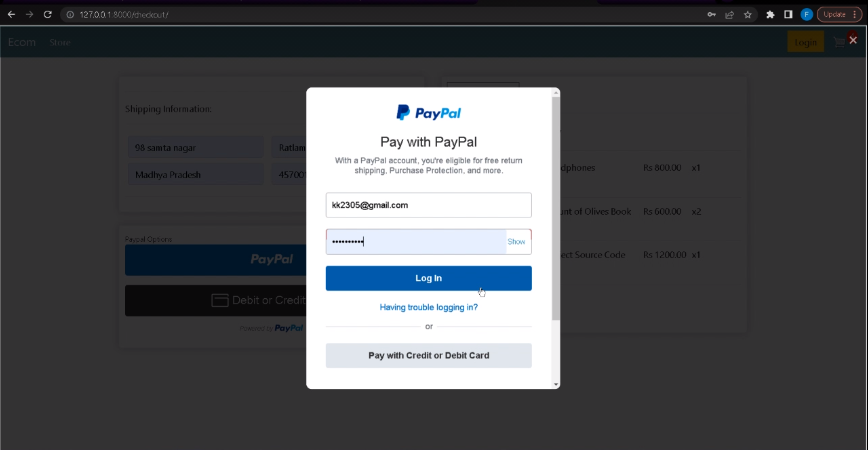 127.0.0.1:8000/checkout/
E
Update
Ecom Store Login
Shipping Information:
98 samta nagar Ratlam
Madhya Pradesh 45700
Paypal Options
PayPal
Debit or Credit
Powered by PayPal
PayPal
Pay with PayPal
With a PayPal account, you're eligible for free return
shipping, Purchase Protection, and more.
kk2305@gmail.com
•••••••••• Show
Log In
Having trouble logging in?
or
Pay with Credit or Debit Card
dphones Rs 800.00 x1
unt of Olives Book Rs 600.00 x2
ect Source Code Rs 1200.00 x1